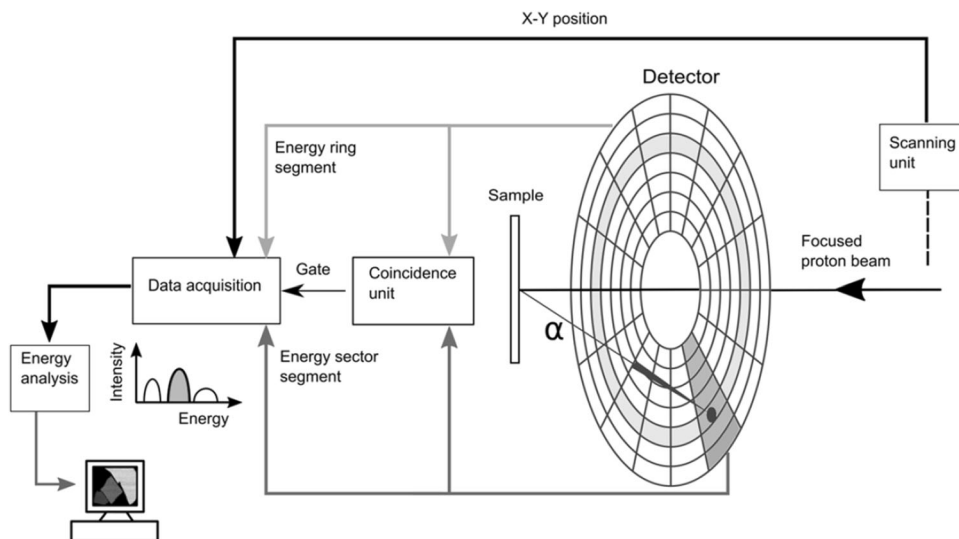 X-Y position
Detector
Energy ring
segment
Scanning
unit
Sample
Focused
proton beam
Gate
Data acquisition
Coincidence
unit
α
Energy
analysis
Intensity
Energy
Energy sector
segment